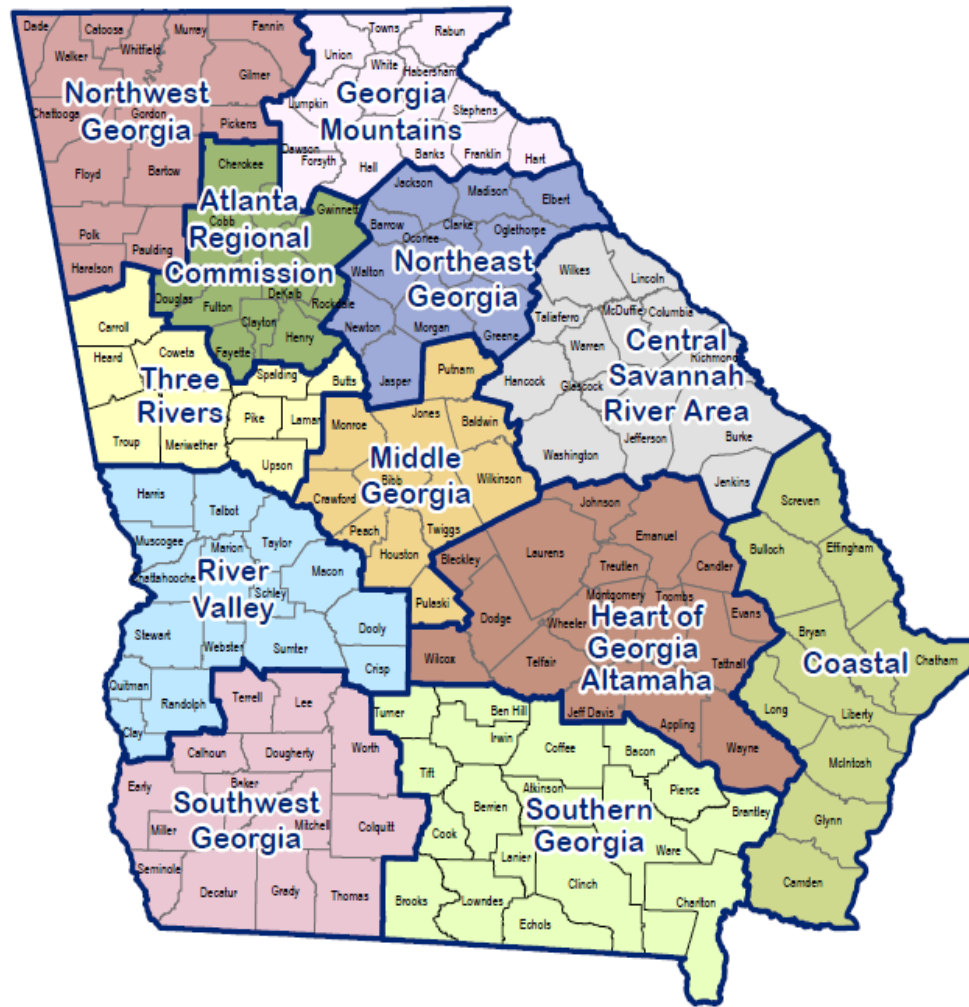 Dade
Catoosa
Murray
Fannin
Walker
Whitfield
Gilmer
Northwest
Georgia
Chattooga
Gordon
Pickens
Floyd
Bartow
Polk
Paulding
Haralson
Towns
Rabun
Union
White
Habersham
Lumpkin
Georgia
Mountains
Stephens
Dawson
Forsyth
Hall
Banks
Franklin
Hart
Cherokee
Atlanta
Regional
Commission
Cobb
Gwinnett
DeKalb
Rockdale
Douglas
Fulton
Clayton
Henry
Fayette
Jackson
Madison
Elbert
Barrow
Clarke
Oconee
Oglethorpe
Walton
Northeast
Georgia
Newton
Morgan
Greene
Jasper
Wilkes
Lincoln
Taliaferro
McDuffie
Columbia
Warren
Central
Savannah
River Area
Richmond
Hancock
Glascock
Jefferson
Burke
Washington
Jenkins
Carroll
Heard
Coweta
Spalding
Butts
Three
Rivers
Pike
Lamar
Troup
Meriwether
Upson
Putnam
Monroe
Jones
Baldwin
Middle
Georgia
Bibb
Wilkinson
Crawford
Peach
Twiggs
Houston
Pulaski
Harris
Talbot
Muscogee
Marion
Taylor
Chattahooche
River
Valley
Macon
Schley
Stewart
Webster
Sumter
Dooly
Crisp
Quitman
Randolph
Clay
Johnson
Emanuel
Bleckley
Laurens
Treutlen
Candler
Montgomery
Toombs
Evans
Dodge
Wheeler
Heart of
Georgia
Altamaha
Wilcox
Telfair
Tattnall
Jeff Davis
Appling
Wayne
Screven
Bulloch
Effingham
Bryan
Coastal
Chatham
Long
Liberty
McIntosh
Glynn
Camden
Terrell
Lee
Calhoun
Dougherty
Worth
Early
Baker
Southwest
Georgia
Miller
Mitchell
Colquitt
Seminole
Decatur
Grady
Thomas
Turner
Ben Hill
Irwin
Coffee
Bacon
Tift
Atkinson
Pierce
Berrien
Southern
Georgia
Brantley
Cook
Lanier
Ware
Clinch
Charlton
Brooks
Lowndes
Echols